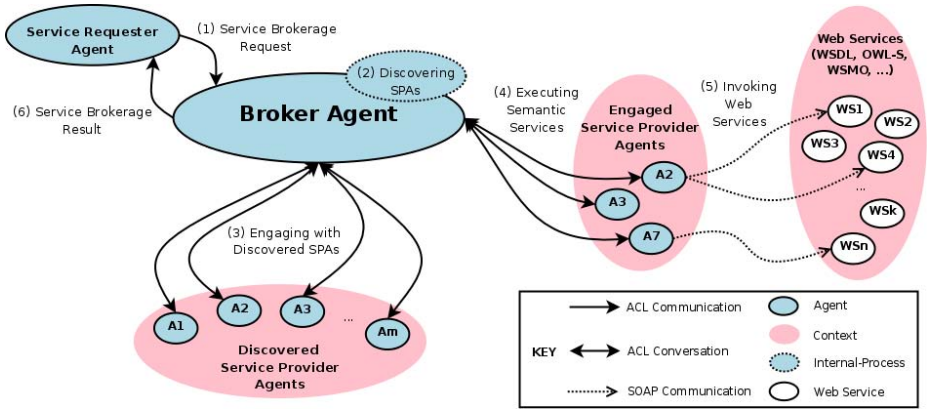 Service Requester
Agent
(1) Service Brokerage
Request
(2) Discovering
SPAs
Broker Agent
(6) Service Brokerage
Result
(3) Engaging with
Discovered SPAs
A1
A2
A3
...
Am
Discovered
Service Provider
Agents
(4) Executing
Semantic
Services
Engaged
Service Provider
Agents
A2
A3
A7
(5) Invoking
Web
Services
Web Services
(WSDL, OWL-S,
WSMO, ...)
WS1
WS2
WS3
WS4
...
WSk
WSn
KEY
ACL Communication
ACL Conversation
SOAP Communication
Agent
Context
Internal-Process
Web Service